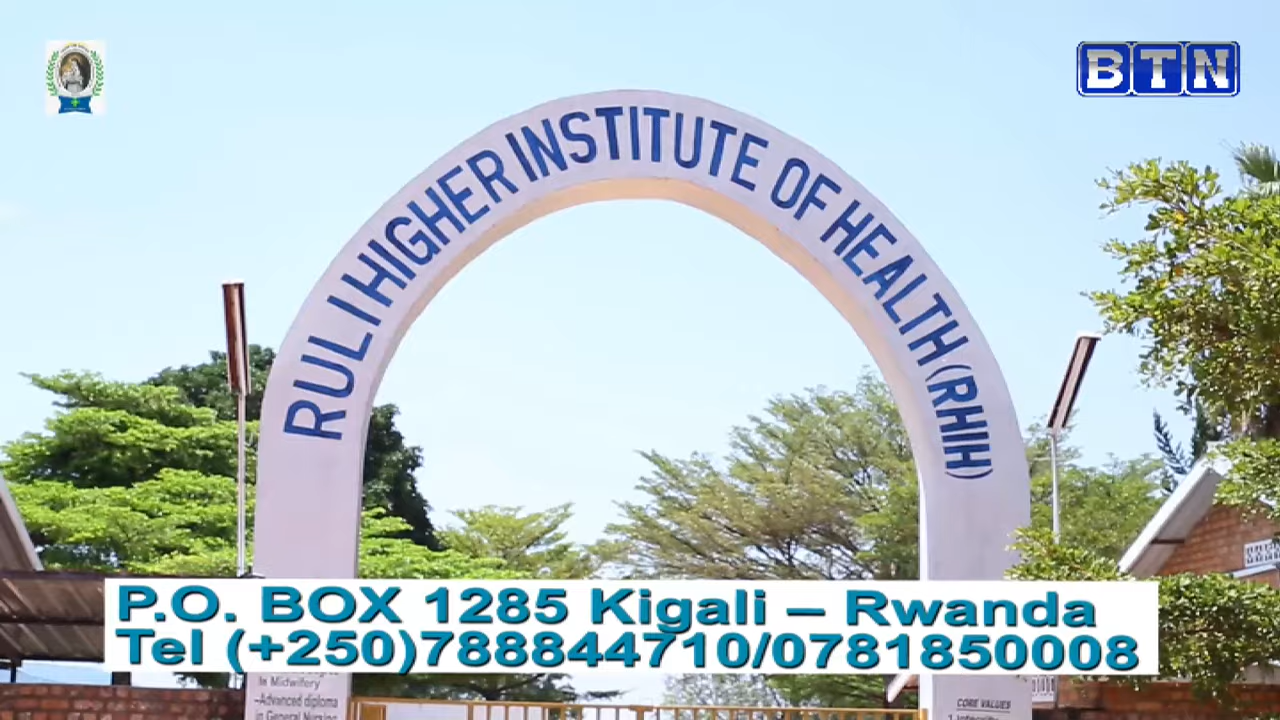 BTN
RULI HIGHER INSTITUTE OF HEALTH (RHIH)
P.O. BOX 1285 Kigali – Rwanda
Tel (+250)788844710/0781850008
In Midwifery
-Advanced diploma
in General Nursing
CORE VALUES